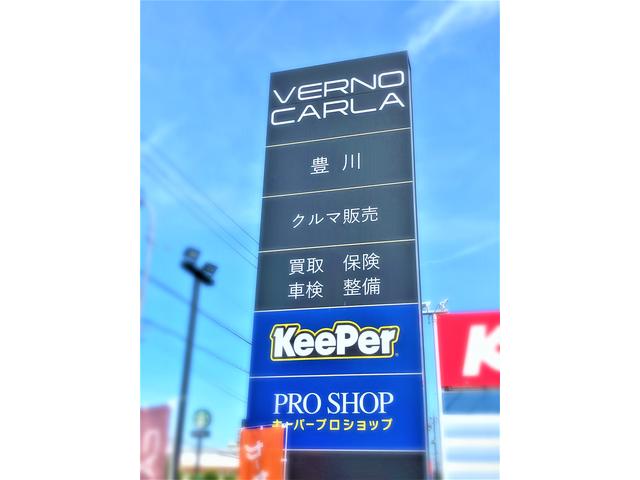 VERNO
CARLA
豊川
クルマ販売
買取 保険
車検 整備
KeePer
PRO SHOP
キーパープロショップ
K